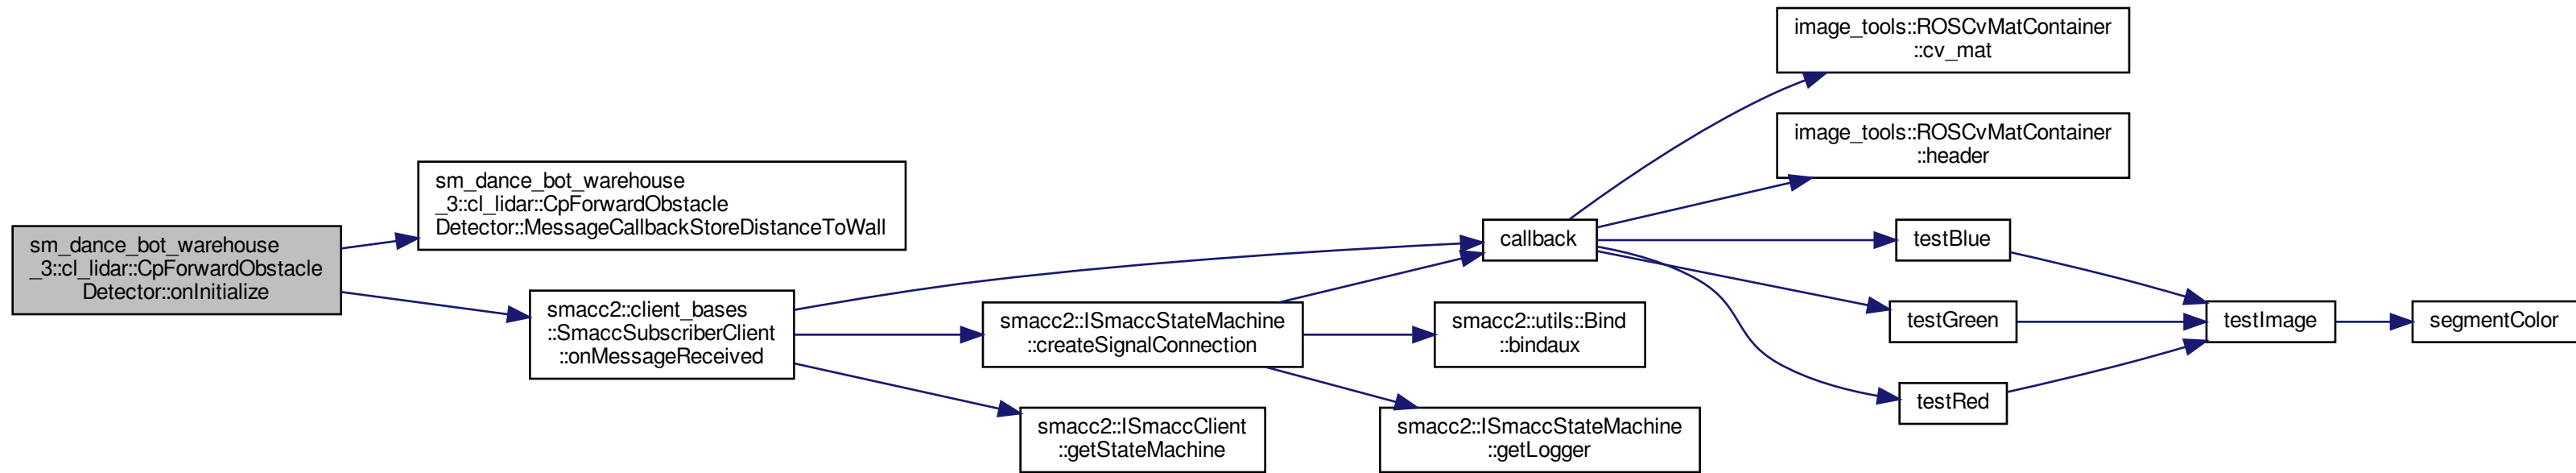 sm_dance_bot_warehouse
_3::cl_lidar::CpForwardObstacle
Detector::onInitialize
sm_dance_bot_warehouse
_3::cl_lidar::CpForwardObstacle
Detector::MessageCallbackStoreDistanceToWall
smacc2::client_bases
::SmaccSubscriberClient
::onMessageReceived
smacc2::ISmaccStateMachine
::createSignalConnection
smacc2::ISmaccClient
::getStateMachine
callback
smacc2::utils::Bind
::bindaux
smacc2::ISmaccStateMachine
::getLogger
image_tools::ROSCvMatContainer
::cv_mat
image_tools::ROSCvMatContainer
::header
testBlue
testGreen
testRed
testImage
segmentColor